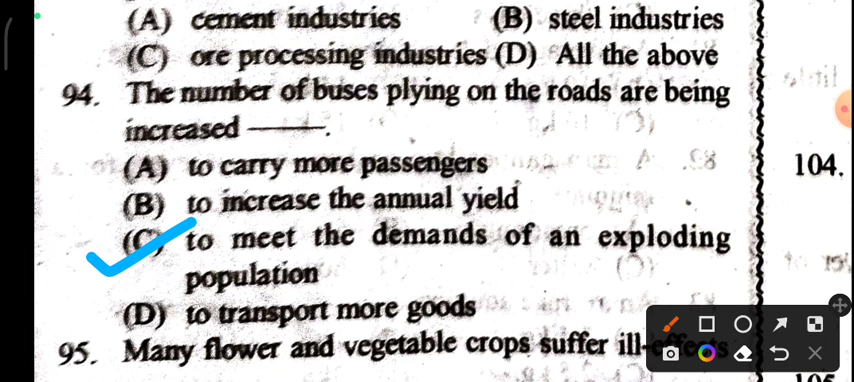 (A) cement industries (B) steel industries
(C) ore processing industries (D) All the above
94. The number of buses plying on the roads are being
increased ———.
(A) to carry more passengers
(B) to increase the annual yield
(C) to meet the demands of an exploding
population
(D) to transport more goods
95. Many flower and vegetable crops suffer ill-effects
104.